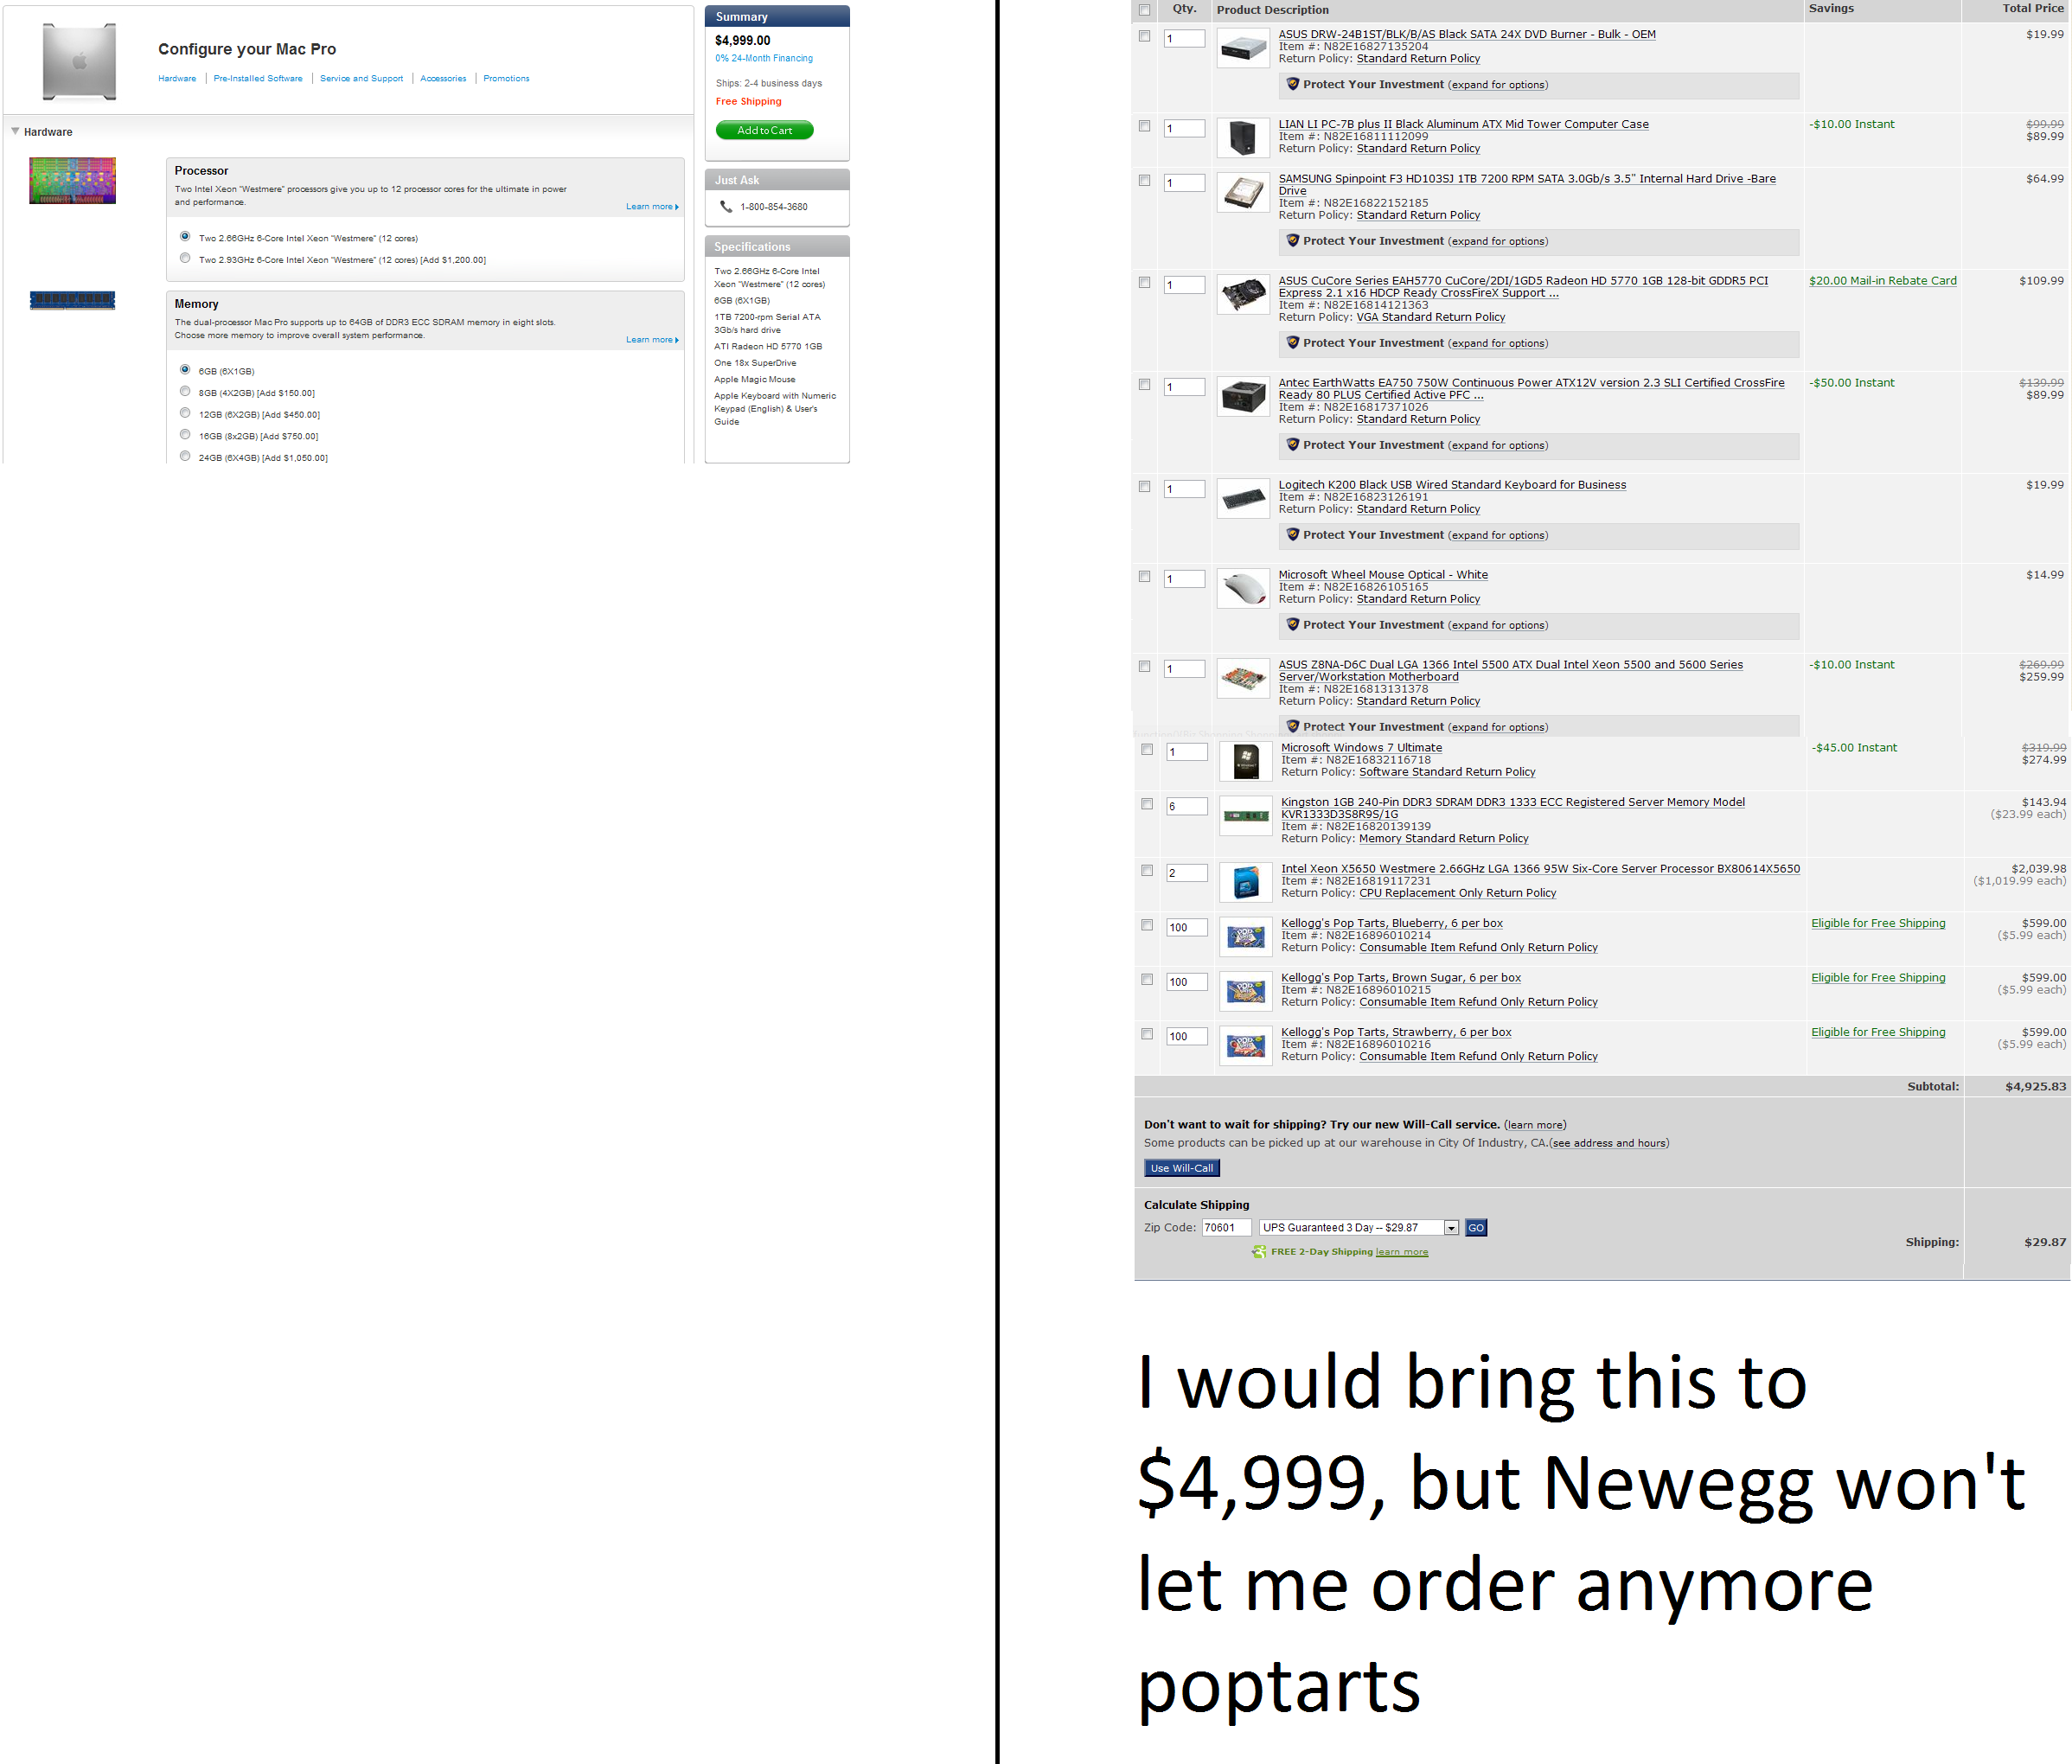 Configure your Mac Pro
Hardware | Pre-Installed Software | Service and Support | Accessories | Promotions
Hardware
Processor
Two Intel Xeon "Westmere" processors give you up to 12 processor cores for the ultimate in power
and performance.
Learn more
Two 2.66GHz 6-Core Intel Xeon "Westmere" (12 cores)
Two 2.93GHz 6-Core Intel Xeon "Westmere" (12 cores) [Add $1,200.00]
Memory
The dual-processor Mac Pro supports up to 64GB of DDR3 ECC SDRAM memory in eight slots.
Choose more memory to improve overall system performance.
Learn more
6GB (6X1GB)
8GB (4X2GB) [Add $150.00]
12GB (6X2GB) [Add $450.00]
16GB (8x2GB) [Add $750.00]
24GB (6X4GB) [Add $1,050.00]
Summary
$4,999.00
0% 24-Month Financing
Ships: 2-4 business days
Free Shipping
Add to Cart
Just Ask
1-800-854-3680
Specifications
Two 2.66GHz 6-Core Intel
Xeon "Westmere" (12 cores)
6GB (6X1GB)
1TB 7200-rpm Serial ATA
3Gb/s hard drive
ATI Radeon HD 5770 1GB
One 18x SuperDrive
Apple Magic Mouse
Apple Keyboard with Numeric
Keypad (English) & User's
Guide
Qty. Product Description Savings Total Price
1 ASUS DRW-24B1ST/BLK/B/AS Black SATA 24X DVD Burner - Bulk - OEM $19.99
Item #: N82E16827135204
Return Policy: Standard Return Policy
Protect Your Investment (expand for options)
1 LIAN LI PC-7B plus II Black Aluminum ATX Mid Tower Computer Case -$10.00 Instant $99.99
Item #: N82E16811112099 $89.99
Return Policy: Standard Return Policy
1 SAMSUNG Spinpoint F3 HD103SJ 1TB 7200 RPM SATA 3.0Gb/s 3.5" Internal Hard Drive -Bare $64.99
Drive
Item #: N82E16822152185
Return Policy: Standard Return Policy
Protect Your Investment (expand for options)
1 ASUS CuCore Series EAH5770 CuCore/2DI/1GD5 Radeon HD 5770 1GB 128-bit GDDR5 PCI $20.00 Mail-in Rebate Card $109.99
Express 2.1 x16 HDCP Ready CrossFireX Support ...
Item #: N82E16814121363
Return Policy: VGA Standard Return Policy
Protect Your Investment (expand for options)
1 Antec EarthWatts EA750 750W Continuous Power ATX12V version 2.3 SLI Certified CrossFire -$50.00 Instant $139.99
Ready 80 PLUS Certified Active PFC ... $89.99
Item #: N82E16817371026
Return Policy: Standard Return Policy
Protect Your Investment (expand for options)
1 Logitech K200 Black USB Wired Standard Keyboard for Business $19.99
Item #: N82E16823126191
Return Policy: Standard Return Policy
Protect Your Investment (expand for options)
1 Microsoft Wheel Mouse Optical - White $14.99
Item #: N82E16826105165
Return Policy: Standard Return Policy
Protect Your Investment (expand for options)
1 ASUS Z8NA-D6C Dual LGA 1366 Intel 5500 ATX Dual Intel Xeon 5500 and 5600 Series -$10.00 Instant $269.99
Server/Workstation Motherboard $259.99
Item #: N82E16813131378
Return Policy: Standard Return Policy
Protect Your Investment (expand for options)
1 Microsoft Windows 7 Ultimate -$45.00 Instant $319.99
Item #: N82E16832116718 $274.99
Return Policy: Software Standard Return Policy
6 Kingston 1GB 240-Pin DDR3 SDRAM DDR3 1333 ECC Registered Server Memory Model $143.94
KVR1333D3S8R9S/1G ($23.99 each)
Item #: N82E16820139139
Return Policy: Memory Standard Return Policy
2 Intel Xeon X5650 Westmere 2.66GHz LGA 1366 95W Six-Core Server Processor BX80614X5650 $2,039.98
Item #: N82E16819117231 ($1,019.99 each)
Return Policy: CPU Replacement Only Return Policy
100 Kellogg's Pop Tarts, Blueberry, 6 per box Eligible for Free Shipping $599.00
Item #: N82E16896010214 ($5.99 each)
Return Policy: Consumable Item Refund Only Return Policy
100 Kellogg's Pop Tarts, Brown Sugar, 6 per box Eligible for Free Shipping $599.00
Item #: N82E16896010215 ($5.99 each)
Return Policy: Consumable Item Refund Only Return Policy
100 Kellogg's Pop Tarts, Strawberry, 6 per box Eligible for Free Shipping $599.00
Item #: N82E16896010216 ($5.99 each)
Return Policy: Consumable Item Refund Only Return Policy
Subtotal: $4,925.83
Don't want to wait for shipping? Try our new Will-Call service. (learn more)
Some products can be picked up at our warehouse in City Of Industry, CA.(see address and hours)
Use Will-Call
Calculate Shipping
Zip Code: 70601 UPS Guaranteed 3 Day -- $29.87 GO
FREE 2-Day Shipping learn more
Shipping: $29.87
I would bring this to
$4,999, but Newegg won't
let me order anymore
poptarts